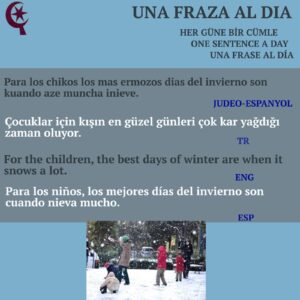 UNA FRAZA AL DIA
HER GÜNE BİR CÜMLE
ONE SENTENCE A DAY
UNA FRASE AL DÍA
Para los chikos los mas ermozos dias del invierno son
kuando aze muncha inieve.
JUDEO-ESPANYOL
Çocuklar için kışın en güzel günleri çok kar yağdığı
zaman oluyor.
TR
For the children, the best days of winter are when it
snows a lot.
ENG
Para los niños, los mejores días del invierno son
cuando nieva mucho.
ESP